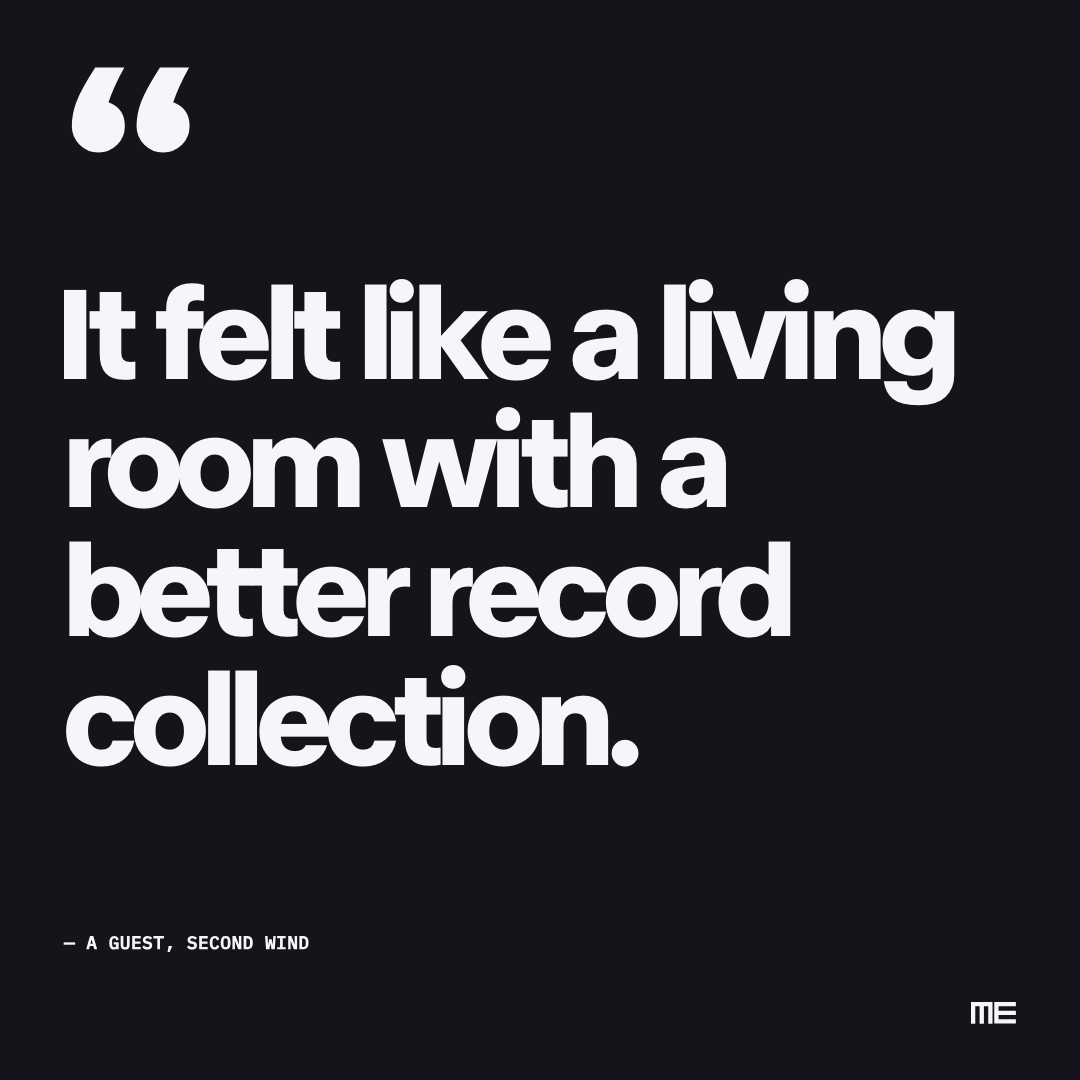 “
It felt like a living
room with a
better record
collection.
— A GUEST, SECOND WIND
ME